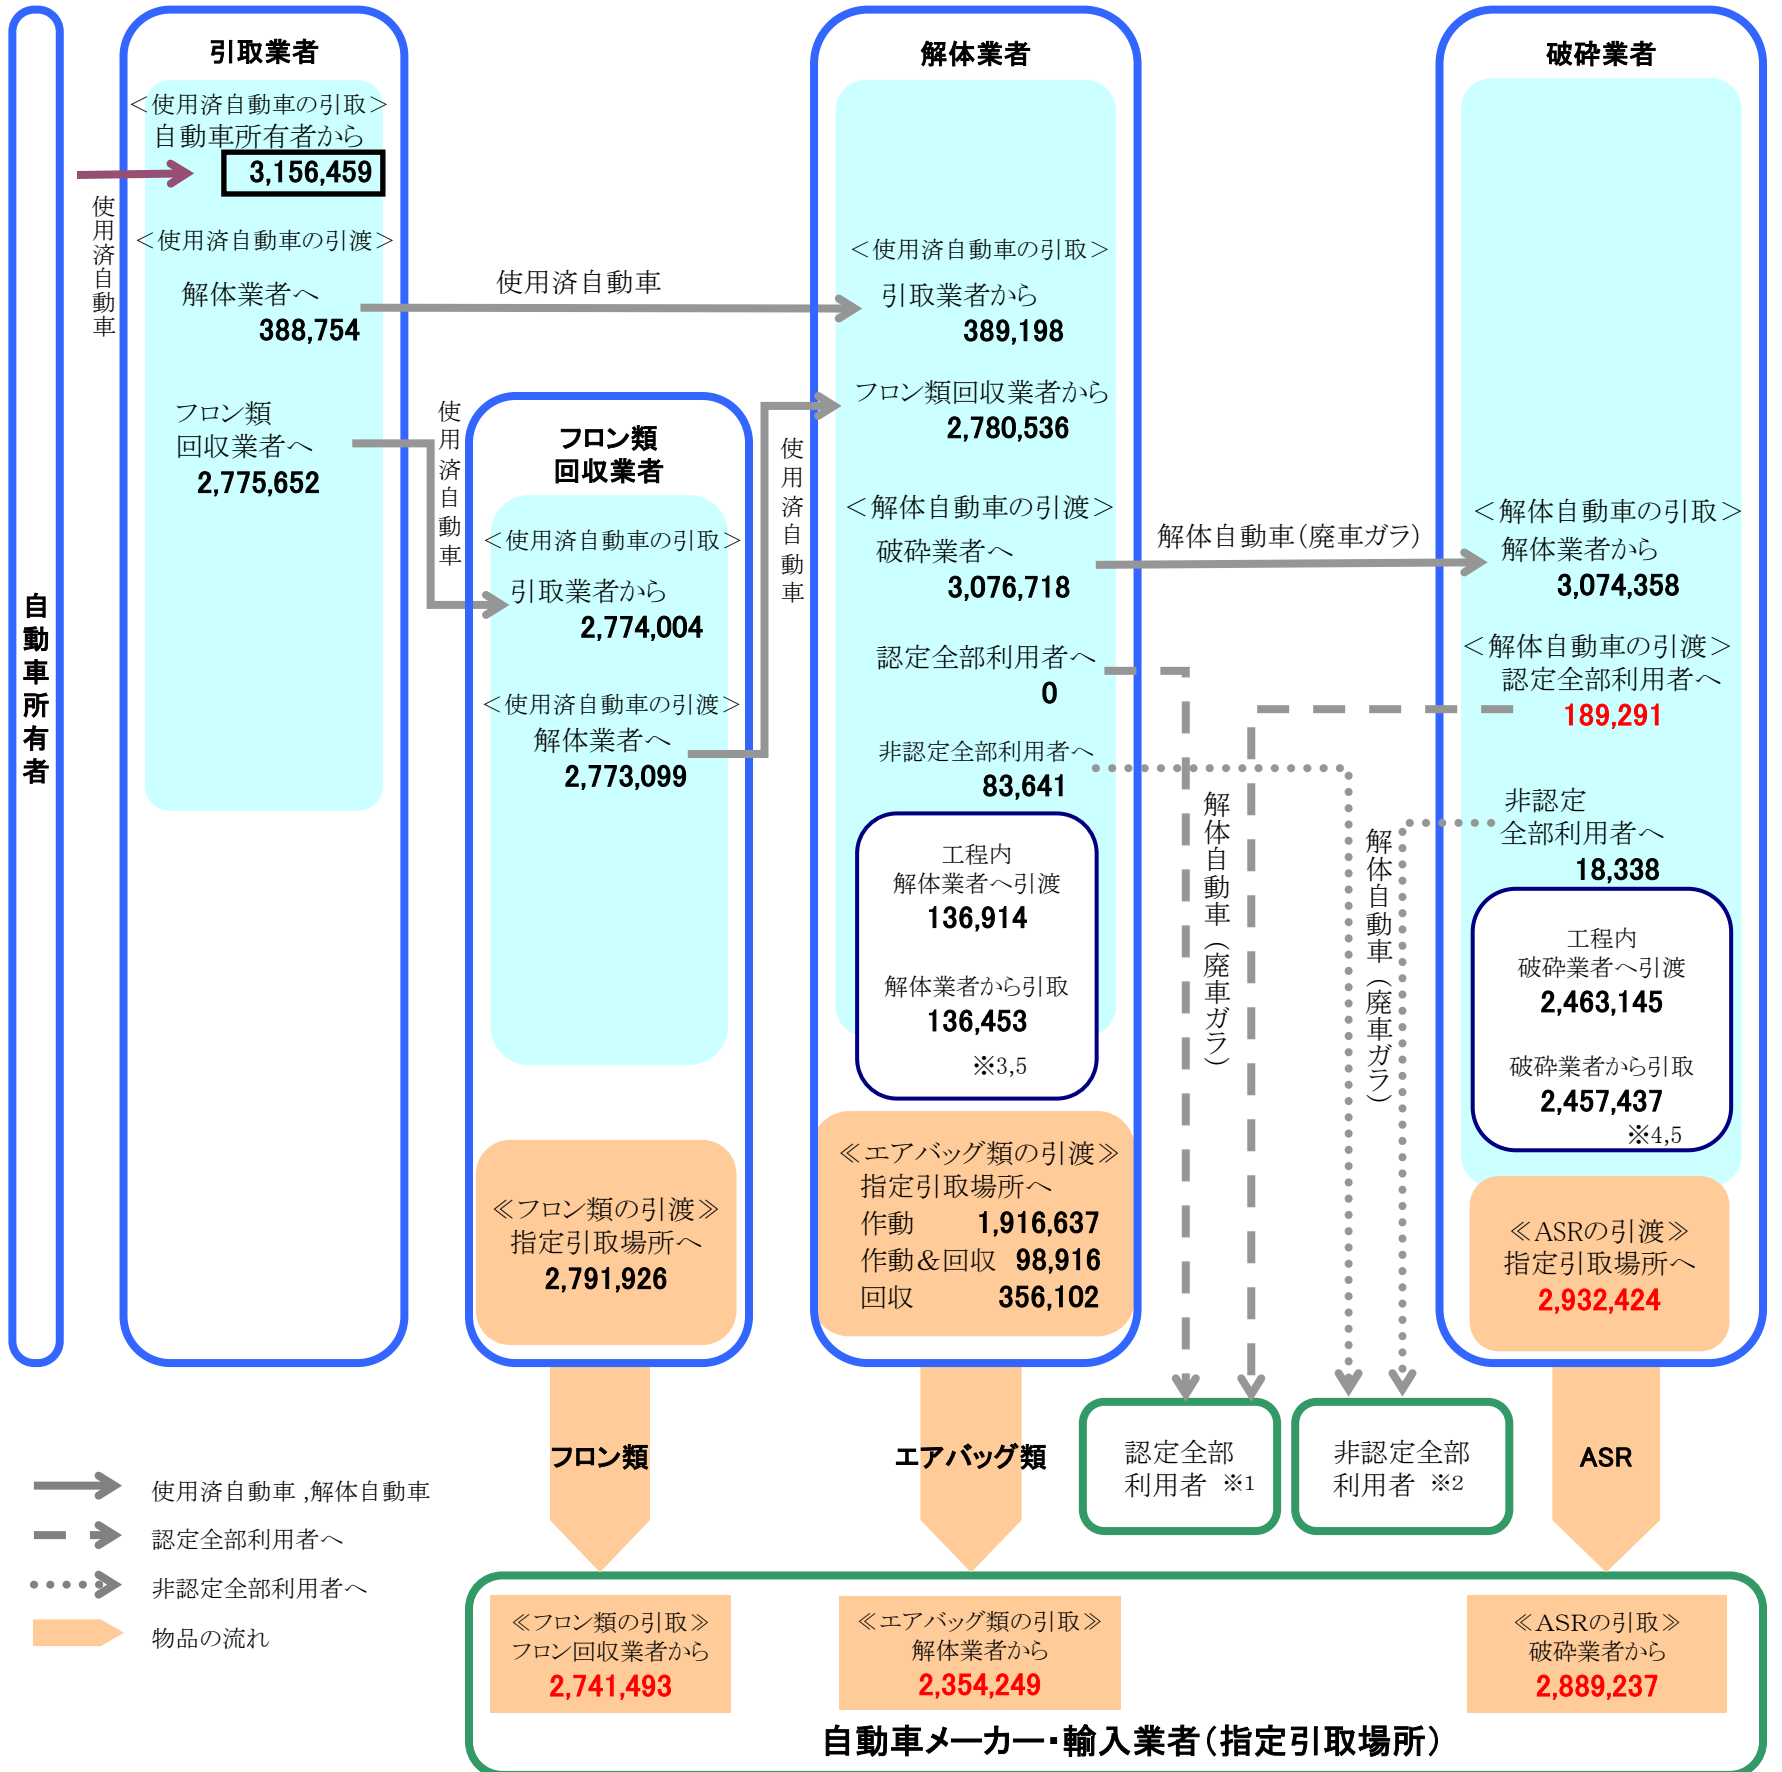 自動車所有者
使用済自動車
引取業者
＜使用済自動車の引取＞
自動車所有者から
3,156,459
＜使用済自動車の引渡＞
解体業者へ
388,754
フロン類
回収業者へ
2,775,652
使用済自動車
使用済自動車
フロン類
回収業者
＜使用済自動車の引取＞
引取業者から
2,774,004
＜使用済自動車の引渡＞
解体業者へ
2,773,099
≪フロン類の引渡≫
指定引取場所へ
2,791,926
使用済自動車
解体業者
＜使用済自動車の引取＞
引取業者から
389,198
フロン類回収業者から
2,780,536
＜解体自動車の引渡＞
破砕業者へ
3,076,718
認定全部利用者へ
0
非認定全部利用者へ
83,641
工程内
解体業者へ引渡
136,914
解体業者から引取
136,453
※3,5
≪エアバッグ類の引渡≫
指定引取場所へ
作動 1,916,637
作動＆回収 98,916
回収 356,102
解体自動車(廃車ガラ)
解体自動車（廃車ガラ）
解体自動車（廃車ガラ）
破砕業者
＜解体自動車の引取＞
解体業者から
3,074,358
＜解体自動車の引渡＞
認定全部利用者へ
189,291
非認定
全部利用者へ
18,338
工程内
破砕業者へ引渡
2,463,145
破砕業者から引取
2,457,437
※4,5
≪ASRの引渡≫
指定引取場所へ
2,932,424
フロン類
エアバッグ類
認定全部
利用者 ※1
非認定全部
利用者 ※2
ASR
使用済自動車 ,解体自動車
認定全部利用者へ
非認定全部利用者へ
物品の流れ
≪フロン類の引取≫
フロン回収業者から
2,741,493
≪エアバッグ類の引取≫
解体業者から
2,354,249
≪ASRの引取≫
破砕業者から
2,889,237
自動車メーカー・輸入業者（指定引取場所）